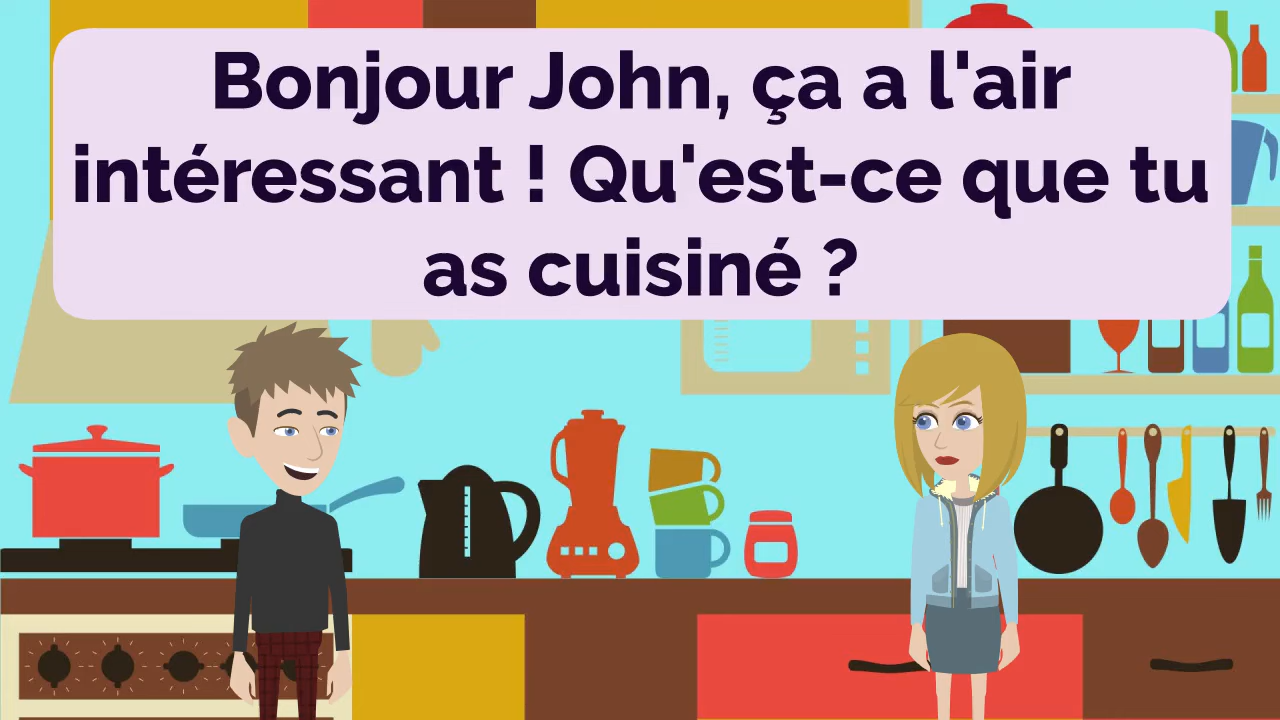 Bonjour John, ça a l'air
intéressant ! Qu'est-ce que tu
as cuisiné ?